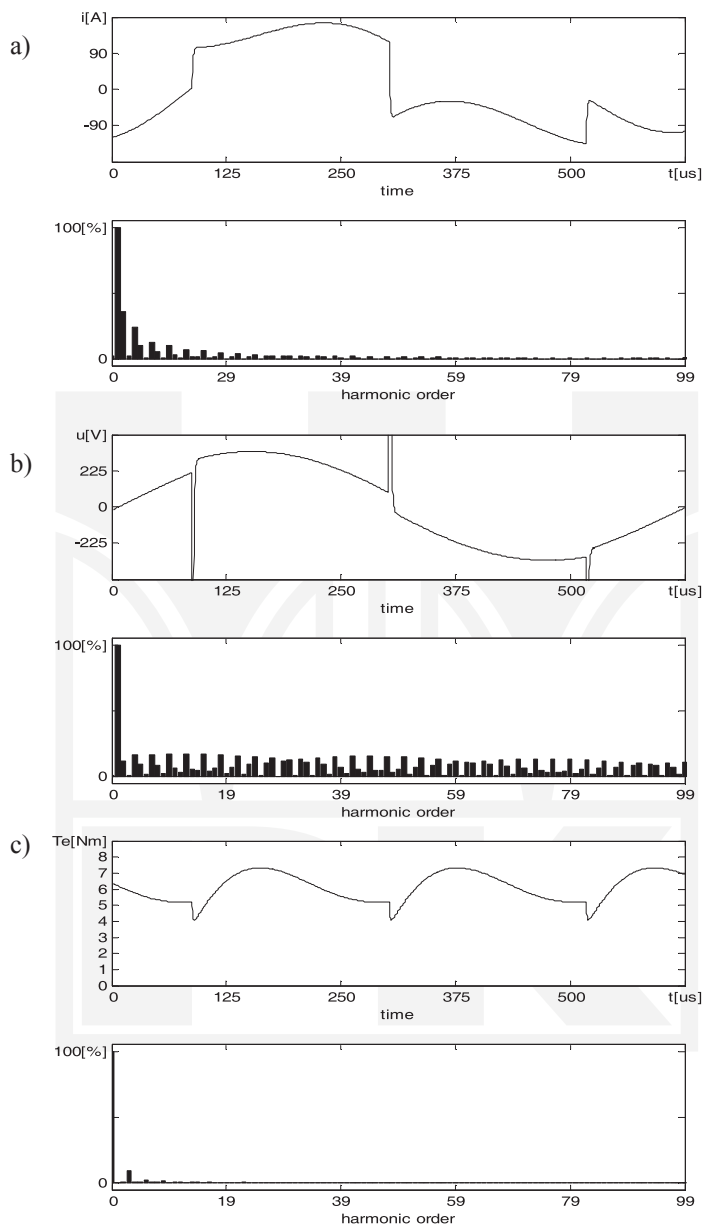 a)
i[A]
90
0
-90
0 125 250 375 500 t[us]
time
100[%]
0
0 29 39 59 79 99
harmonic order
b)
u[V]
225
0
-225
0 125 250 375 500 t[us]
time
100[%]
0
0 19 39 59 79 99
harmonic order
c)
Te[Nm]
8
7
6
5
4
3
2
1
0
0 125 250 375 500 t[us]
time
100[%]
0
0 19 39 59 79 99
harmonic order